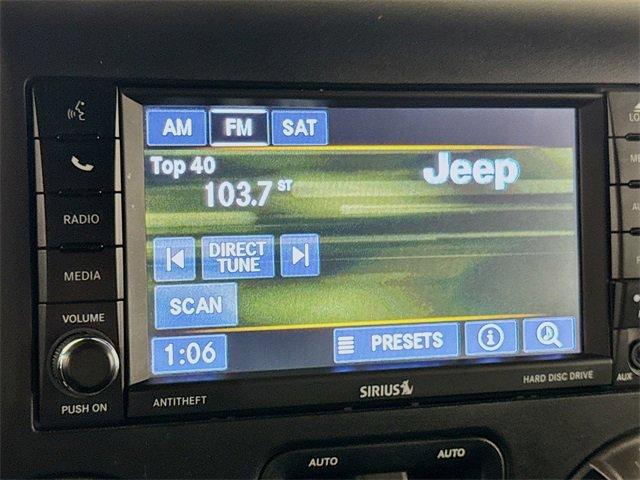 AM FM SAT
Top 40
103.7 ST
Jeep
DIRECT
TUNE
SCAN
1:06
PRESETS
RADIO
MEDIA
VOLUME
PUSH ON
ANTITHEFT
SIRIUS
HARD DISC DRIVE
AUX
AUTO
AUTO